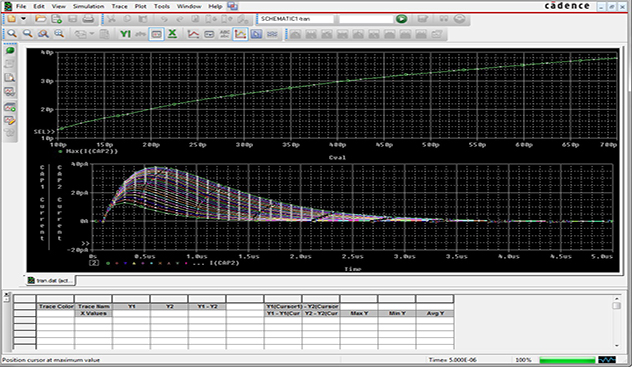 File Edit View Simulation Trace Plot Tools Window Help
cādence
SCHEMATIC1-tran
40p
30p
20p
SEL>>
10p
100p 150p 200p 250p 300p 350p 400p 450p 500p 550p 600p 650p 700p
Max(I(CAP2))
Cval
40pA
CAP1 Current
CAP2 Current
0A
>>
-20pA
0s 0.5us 1.0us 1.5us 2.0us 2.5us 3.0us 3.5us 4.0us 4.5us 5.0us
2 ... I(CAP2)
Time
tran.dat (act...
Trace Color Trace Nam Y1 Y2 Y1 - Y2 Y1(Cursor1) - Y2(Cursor
X Values Y1 - Y1(Cur Y2 - Y2(Cur Max Y Min Y Avg Y
Position cursor at maximum value Time= 5.000E-06 100%